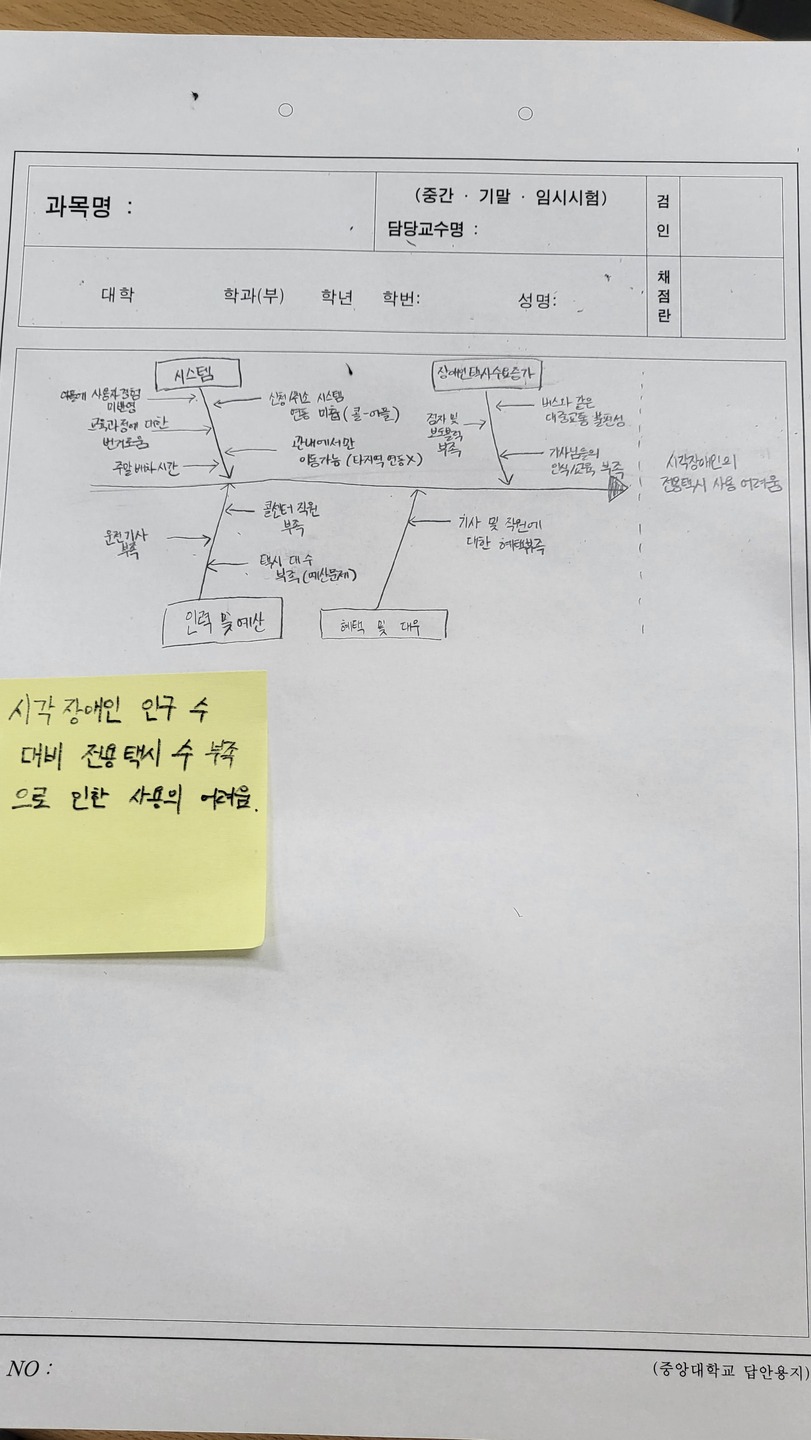 과목명 :
(중간 · 기말 · 임시시험)
담당교수명 :
검
인
대학 학과(부) 학년 학번: 성명:
채
점
란
시스템
사용자경험
미반영
교육과정에 대한
번거로움
주말 배차시간
신청/취소 시스템
연동 미흡 (콜-어플)
관내에서만
이동가능 (타지역 연동X)
장애인택시수요증가
점자 및
보도블럭
부족
버스와 같은
대중교통 불편성
기사님들의
인식/교육 부족
시각장애인의
전용택시 사용 어려움
운전기사
부족
콜센터 직원
부족
택시 대수
부족 (예산문제)
인력 및 예산
기사 및 직원에
대한 혜택부족
혜택 및 대우
시각장애인 인구 수
대비 전용택시 수 부족
으로 인한 사용의 어려움.
NO :
(중앙대학교 답안용지)